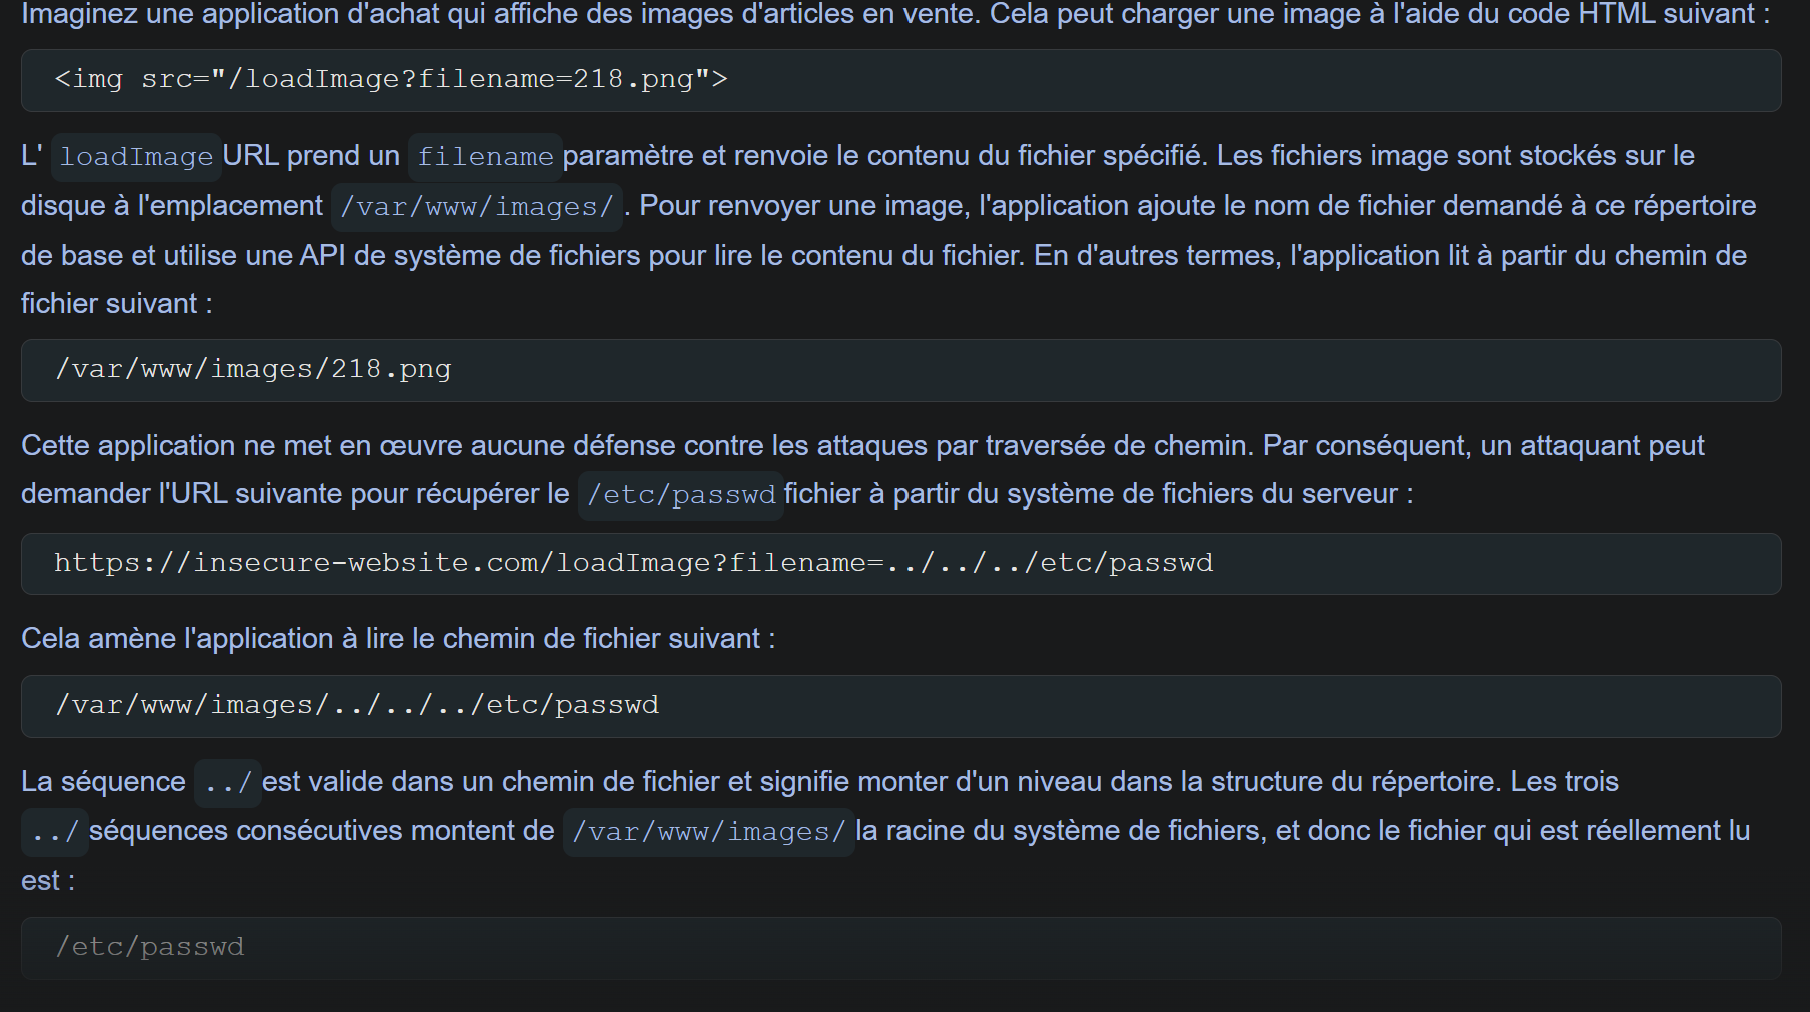 Imaginez une application d'achat qui affiche des images d'articles en vente. Cela peut charger une image à l'aide du code HTML suivant :
<img src="/loadImage?filename=218.png">
L' loadImage URL prend un filename paramètre et renvoie le contenu du fichier spécifié. Les fichiers image sont stockés sur le
disque à l'emplacement /var/www/images/ . Pour renvoyer une image, l'application ajoute le nom de fichier demandé à ce répertoire
de base et utilise une API de système de fichiers pour lire le contenu du fichier. En d'autres termes, l'application lit à partir du chemin de
fichier suivant :
/var/www/images/218.png
Cette application ne met en œuvre aucune défense contre les attaques par traversée de chemin. Par conséquent, un attaquant peut
demander l'URL suivante pour récupérer le /etc/passwd fichier à partir du système de fichiers du serveur :
https://insecure-website.com/loadImage?filename=../../../etc/passwd
Cela amène l'application à lire le chemin de fichier suivant :
/var/www/images/../../../etc/passwd
La séquence ../ est valide dans un chemin de fichier et signifie monter d'un niveau dans la structure du répertoire. Les trois
../ séquences consécutives montent de /var/www/images/ la racine du système de fichiers, et donc le fichier qui est réellement lu
est :
/etc/passwd